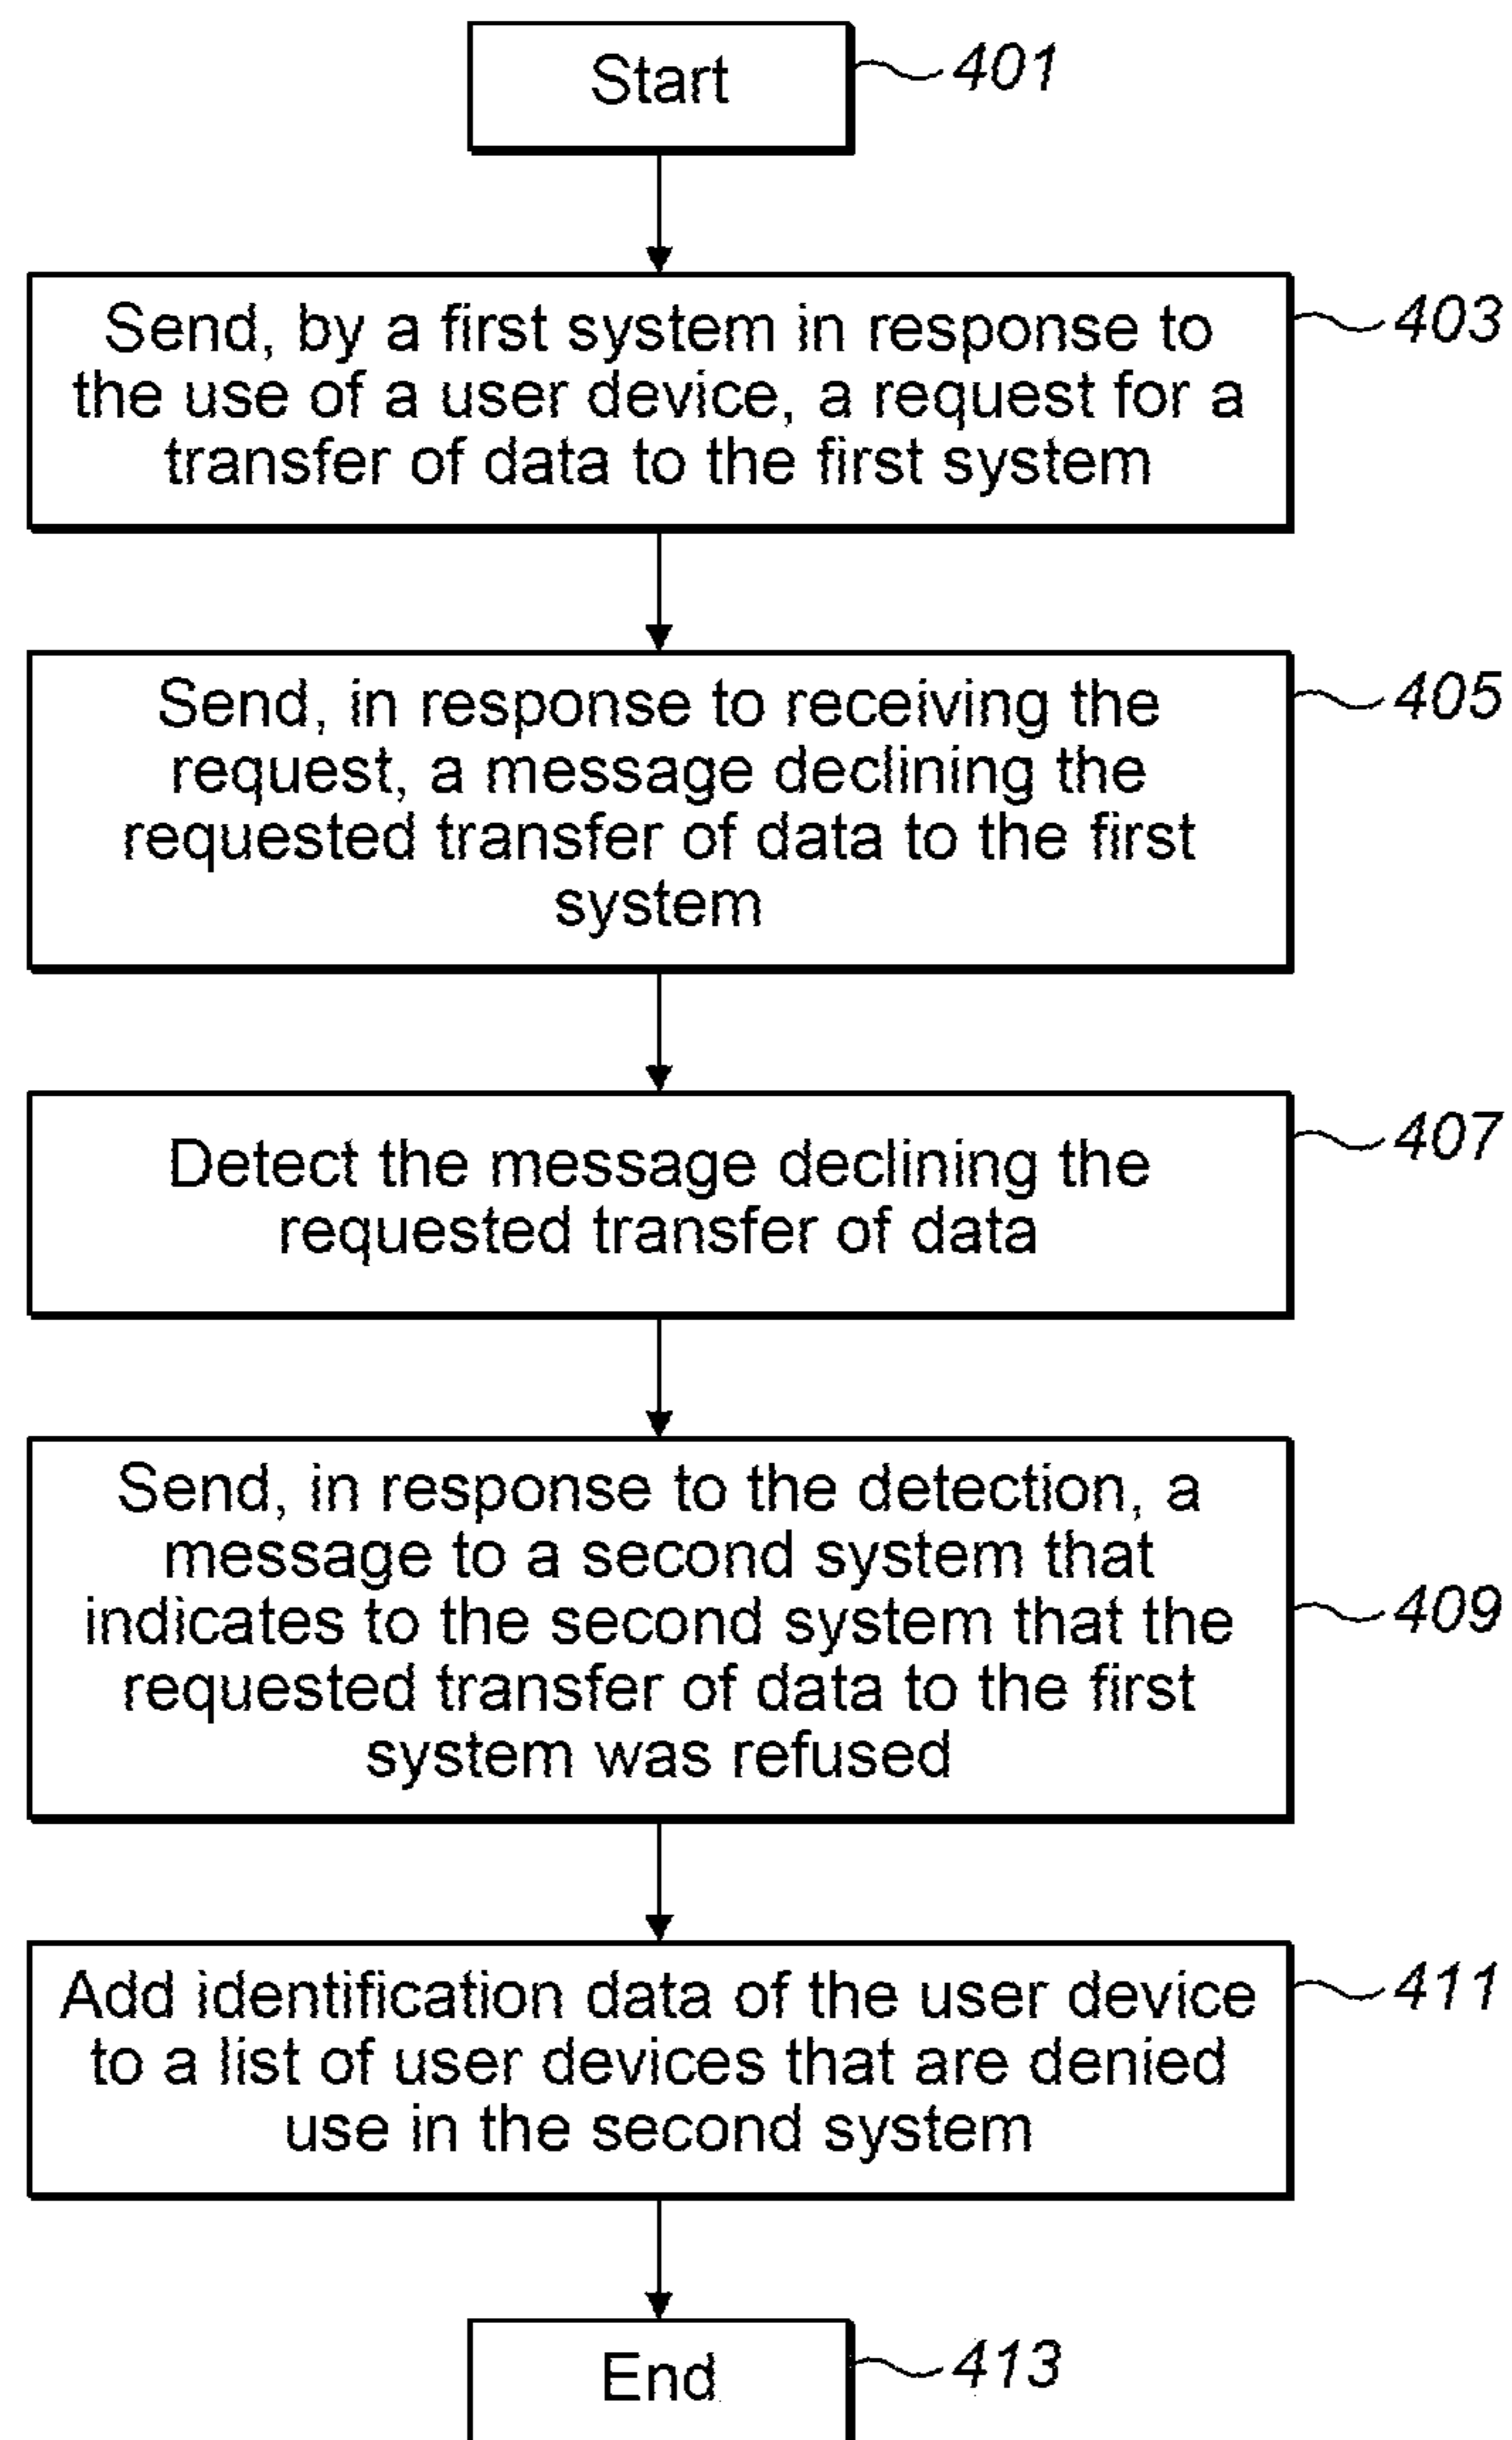 Start
401
Send, by a first system in response to
the use of a user device, a request for a
transfer of data to the first system
403
Send, in response to receiving the
request, a message declining the
requested transfer of data to the first
system
405
Detect the message declining the
requested transfer of data
407
Send, in response to the detection, a
message to a second system that
indicates to the second system that the
requested transfer of data to the first
system was refused
409
Add identification data of the user device
to a list of user devices that are denied
use in the second system
411
End
413